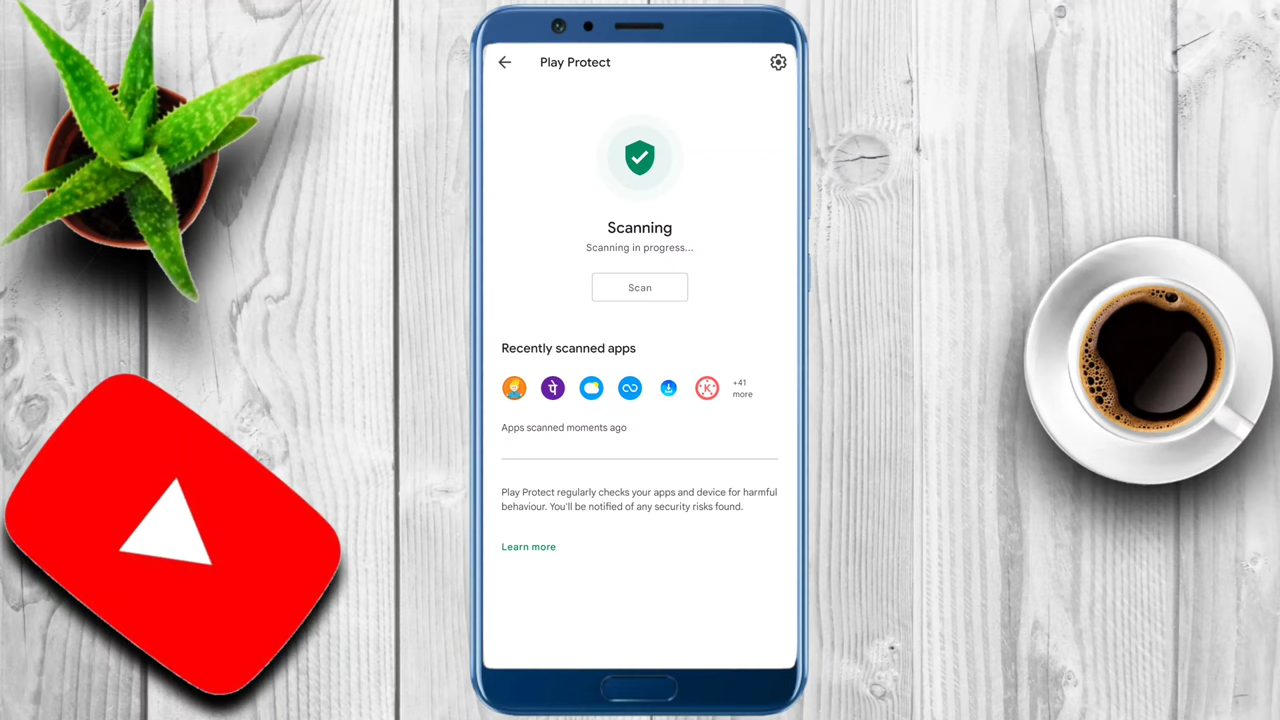 Play Protect
Scanning
Scanning in progress...
Scan
Recently scanned apps
पे
K
+41
more
Apps scanned moments ago
Play Protect regularly checks your apps and device for harmful
behaviour. You'll be notified of any security risks found.
Learn more